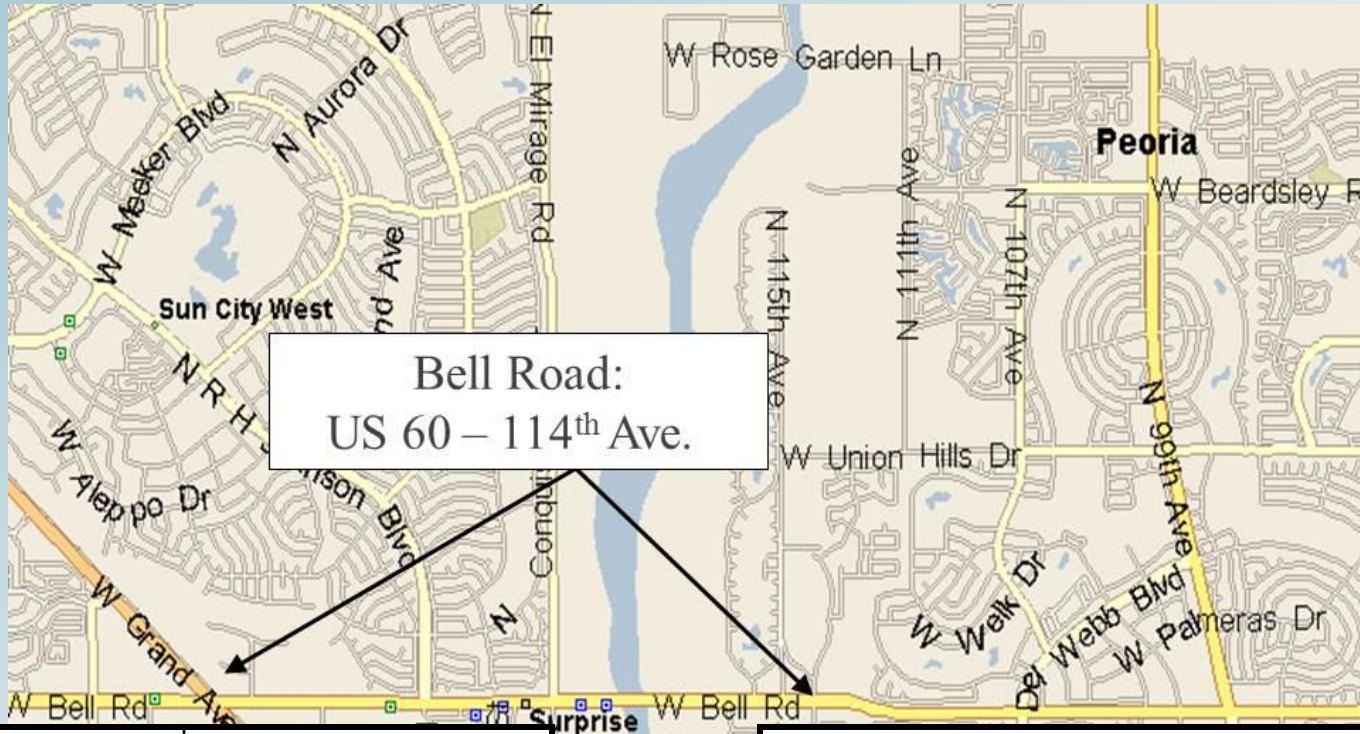 W Rose Garden Ln
N Aurora Dr
W Meeker Blvd
N El Mirage Rd
Peoria
W Beardsley R
N 111th Ave
N 107th Ave
N 115th Ave
nd Ave
Sun City West
Bell Road:
US 60 – 114th Ave.
N R H
nson Blvd
W Aleppo Dr
W Union Hills Dr
N 99th Ave
N
W Grand Ave
W Welk Dr
Del Webb Blvd
W Palmeras Dr
W Bell Rd
Surprise
W Bell Rd